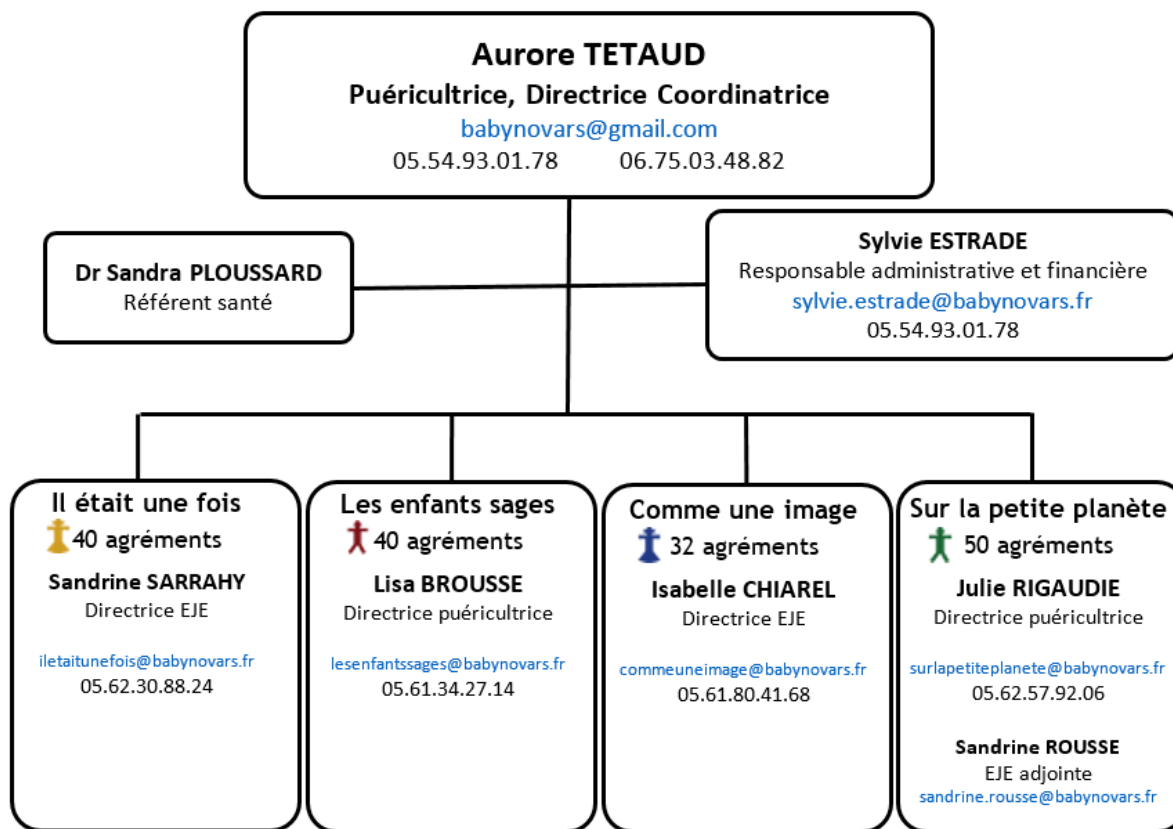 Aurore TETAUD
Puéricultrice, Directrice Coordinatrice
babynovars@gmail.com
05.54.93.01.78 06.75.03.48.82
Dr Sandra PLOUSSARD
Référent santé
Sylvie ESTRADE
Responsable administrative et financière
sylvie.estrade@babynovars.fr
05.54.93.01.78
Il était une fois
40 agréments
Sandrine SARRAHY
Directrice EJE
iletaitunefois@babynovars.fr
05.62.30.88.24
Les enfants sages
40 agréments
Lisa BROUSSE
Directrice puéricultrice
lesenfantssages@babynovars.fr
05.61.34.27.14
Comme une image
32 agréments
Isabelle CHIAREL
Directrice EJE
commeuneimage@babynovars.fr
05.61.80.41.68
Sur la petite planète
50 agréments
Julie RIGAUDIE
Directrice puéricultrice
surlapetiteplanete@babynovars.fr
05.62.57.92.06
Sandrine ROUSSE
EJE adjointe
sandrine.rousse@babynovars.fr